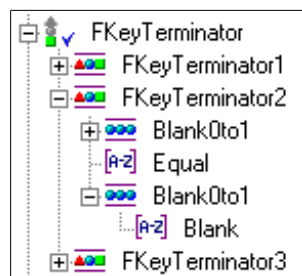 FKeyTerminator
FKeyTerminator1
FKeyTerminator2
Blank0to1
[A-Z] Equal
Blank0to1
[A-Z] Blank
FKeyTerminator3